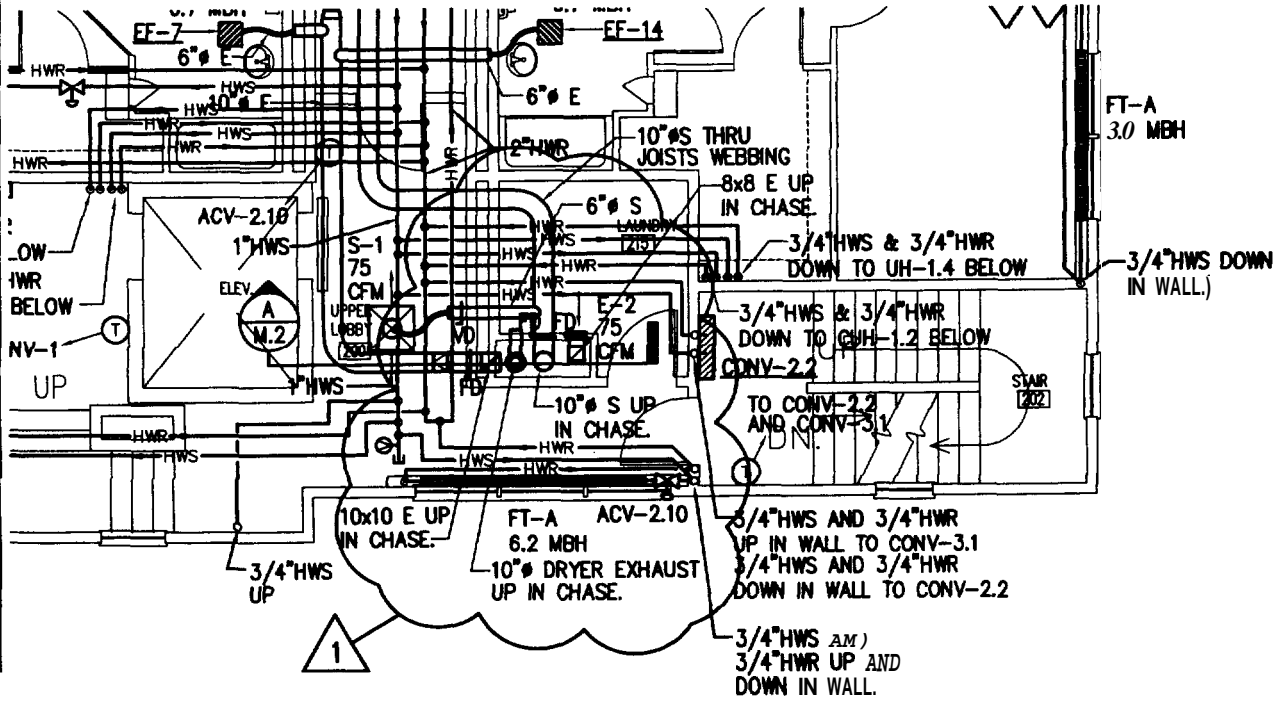 EF-7
6"ø E
EF-14
6"ø E
HWR
HWS
10"ø E
HWS
HWR
HWS
HWR
HWR
HWR
2"HWR
10"øS THRU
JOISTS WEBBING
8x8 E UP
IN CHASE.
6"ø S
LAUNDRY
215
FT-A
3.0 MBH
ACV-2.10
1"HWS
S-1
75
CFM
HWR
HWS
HWR
HWR
HWS
3/4"HWS & 3/4"HWR
DOWN TO UH-1.4 BELOW
3/4"HWS DOWN
IN WALL.)
LOW
HWR
BELOW
ELEV.
A
M.2
UPPER
LOBBY
200
VD
FD
FD
E-2
75
CFM
3/4"HWS & 3/4"HWR
DOWN TO CUH-1.2 BELOW
CONV-2.2
NV-1
T
T
UP
1"HWS
10"ø S UP
IN CHASE.
TO CONV-2.2
AND CONV-3.1
DN.
STAIR
202
T
HWR
HWS
HWR
HWS
HWR
10x10 E UP
IN CHASE.
FT-A
6.2 MBH
ACV-2.10
10"ø DRYER EXHAUST
UP IN CHASE.
3/4"HWS
UP
3/4"HWS AND 3/4"HWR
UP IN WALL TO CONV-3.1
3/4"HWS AND 3/4"HWR
DOWN IN WALL TO CONV-2.2
1
3/4"HWS AM)
3/4"HWR UP AND
DOWN IN WALL.